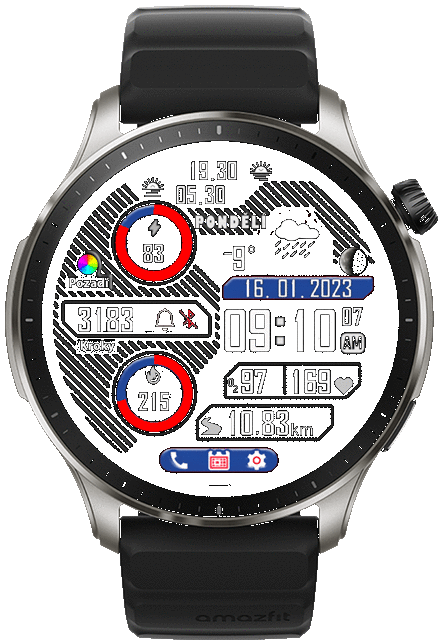 19.30
05.30
PONDELI
83
-9°
Pozadí
16. 01. 2023
3183
09:10 07
AM
Kroky
O2 97 169
215
10.83 km
amazfit